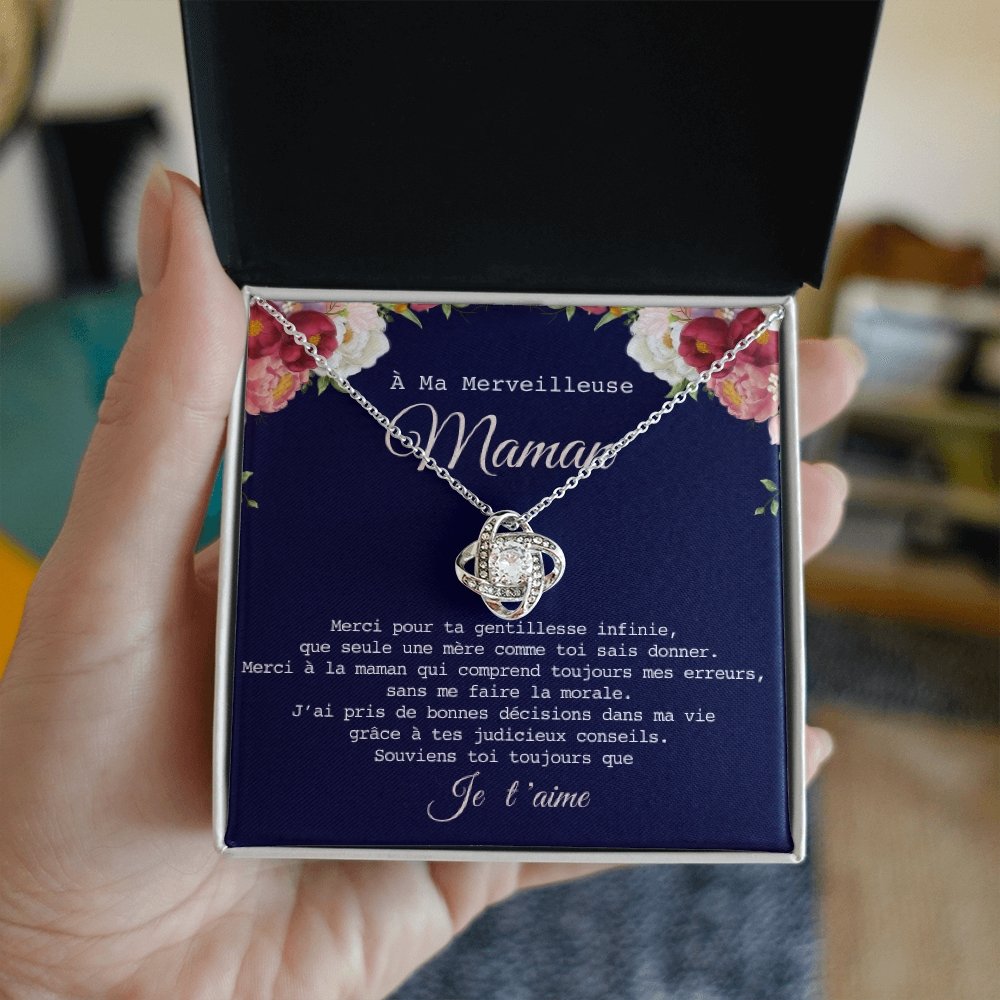 À Ma Merveilleuse
Maman
Merci pour ta gentillesse infinie,
que seule une mère comme toi sais donner.
Merci à la maman qui comprend toujours mes erreurs,
sans me faire la morale.
J'ai pris de bonnes décisions dans ma vie
grâce à tes judicieux conseils.
Souviens toi toujours que
Je t'aime